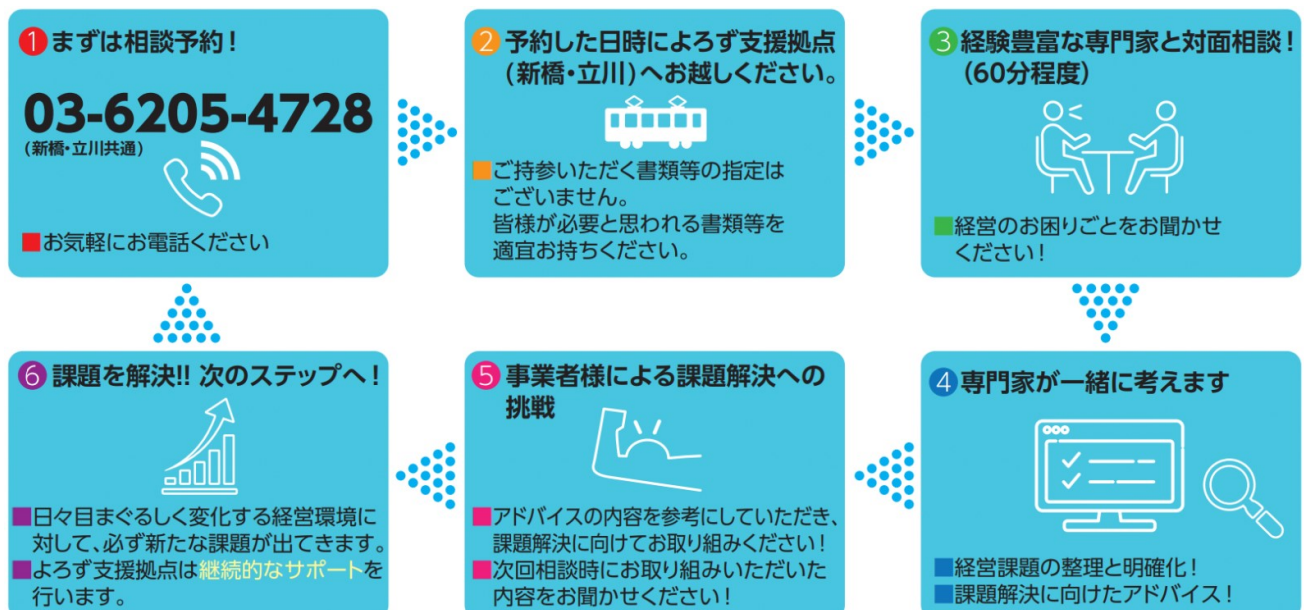 ❶まずは相談予約！
03-6205-4728
(新橋・立川共通)
■お気軽にお電話ください
❷予約した日時によろず支援拠点
(新橋・立川)へお越しください。
■ご持参いただく書類等の指定は
ございません。
皆様が必要と思われる書類等を
適宜お持ちください。
❸経験豊富な専門家と対面相談！
(60分程度)
■経営のお困りごとをお聞かせ
ください！
❹専門家が一緒に考えます
■経営課題の整理と明確化！
■課題解決に向けたアドバイス！
❺事業者様による課題解決への
挑戦
■アドバイスの内容を参考にしていただき、
課題解決に向けてお取り組みください！
■次回相談時にお取り組みいただいた
内容をお聞かせください！
❻課題を解決!! 次のステップへ！
■日々目まぐるしく変化する経営環境に
対して、必ず新たな課題が出てきます。
■よろず支援拠点は継続的なサポートを
行います。